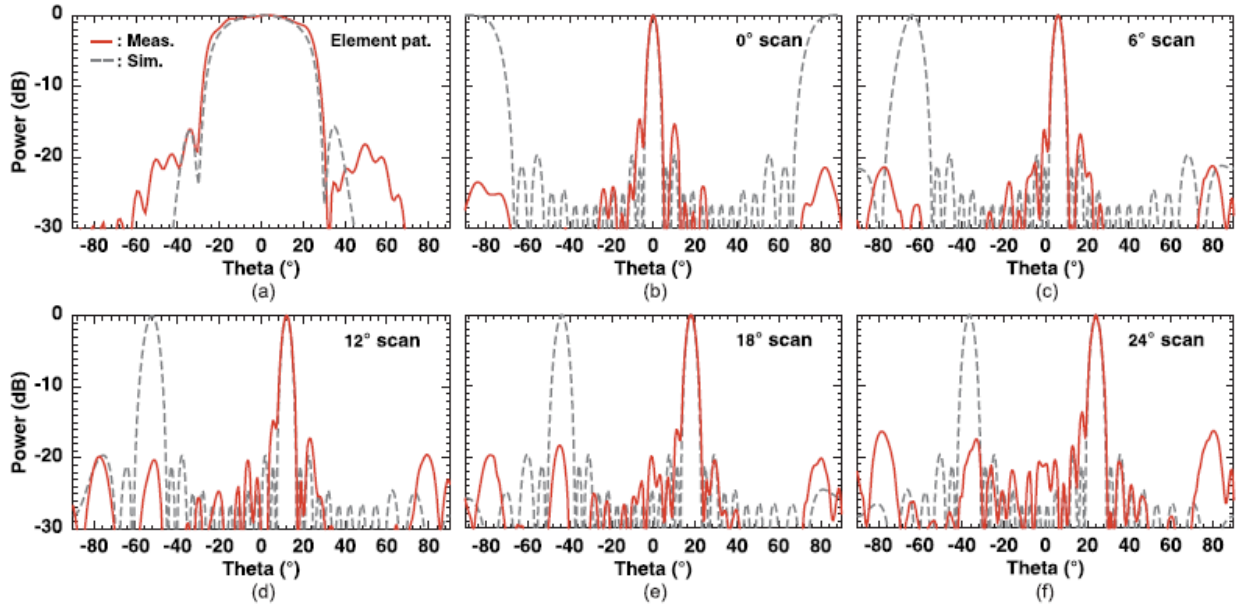 0
-10
-20
-30
Power (dB)
: Meas.
: Sim.
Element pat.
-80 -60 -40 -20 0 20 40 60 80
Theta (°)
(a)
0° scan
-80 -60 -40 -20 0 20 40 60 80
Theta (°)
(b)
6° scan
-80 -60 -40 -20 0 20 40 60 80
Theta (°)
(c)
0
-10
-20
-30
Power (dB)
12° scan
-80 -60 -40 -20 0 20 40 60 80
Theta (°)
(d)
18° scan
-80 -60 -40 -20 0 20 40 60 80
Theta (°)
(e)
24° scan
-80 -60 -40 -20 0 20 40 60 80
Theta (°)
(f)